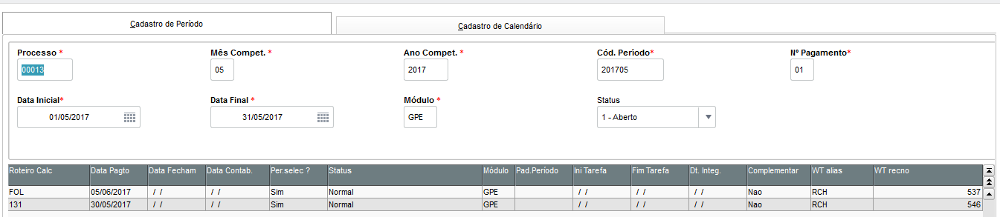 Cadastro de Período Cadastro de Calendário
Processo * Mês Compet. * Ano Compet. * Cód. Período* Nº Pagamento*
00013 05 2017 201705 01
Data Inicial* Data Final * Módulo * Status
01/05/2017 31/05/2017 GPE 1 - Aberto
Roteiro Calc Data Pagto Data Fecham Data Contab. Per.selec ? Status Módulo Pad.Período Ini Tarefa Fim Tarefa Dt. Integ. Complementar WT alias WT recno
FOL 05/06/2017 / / / / Sim Normal GPE / / / / / / Nao RCH 537
131 30/05/2017 / / / / Sim Normal GPE / / / / / / Nao RCH 546